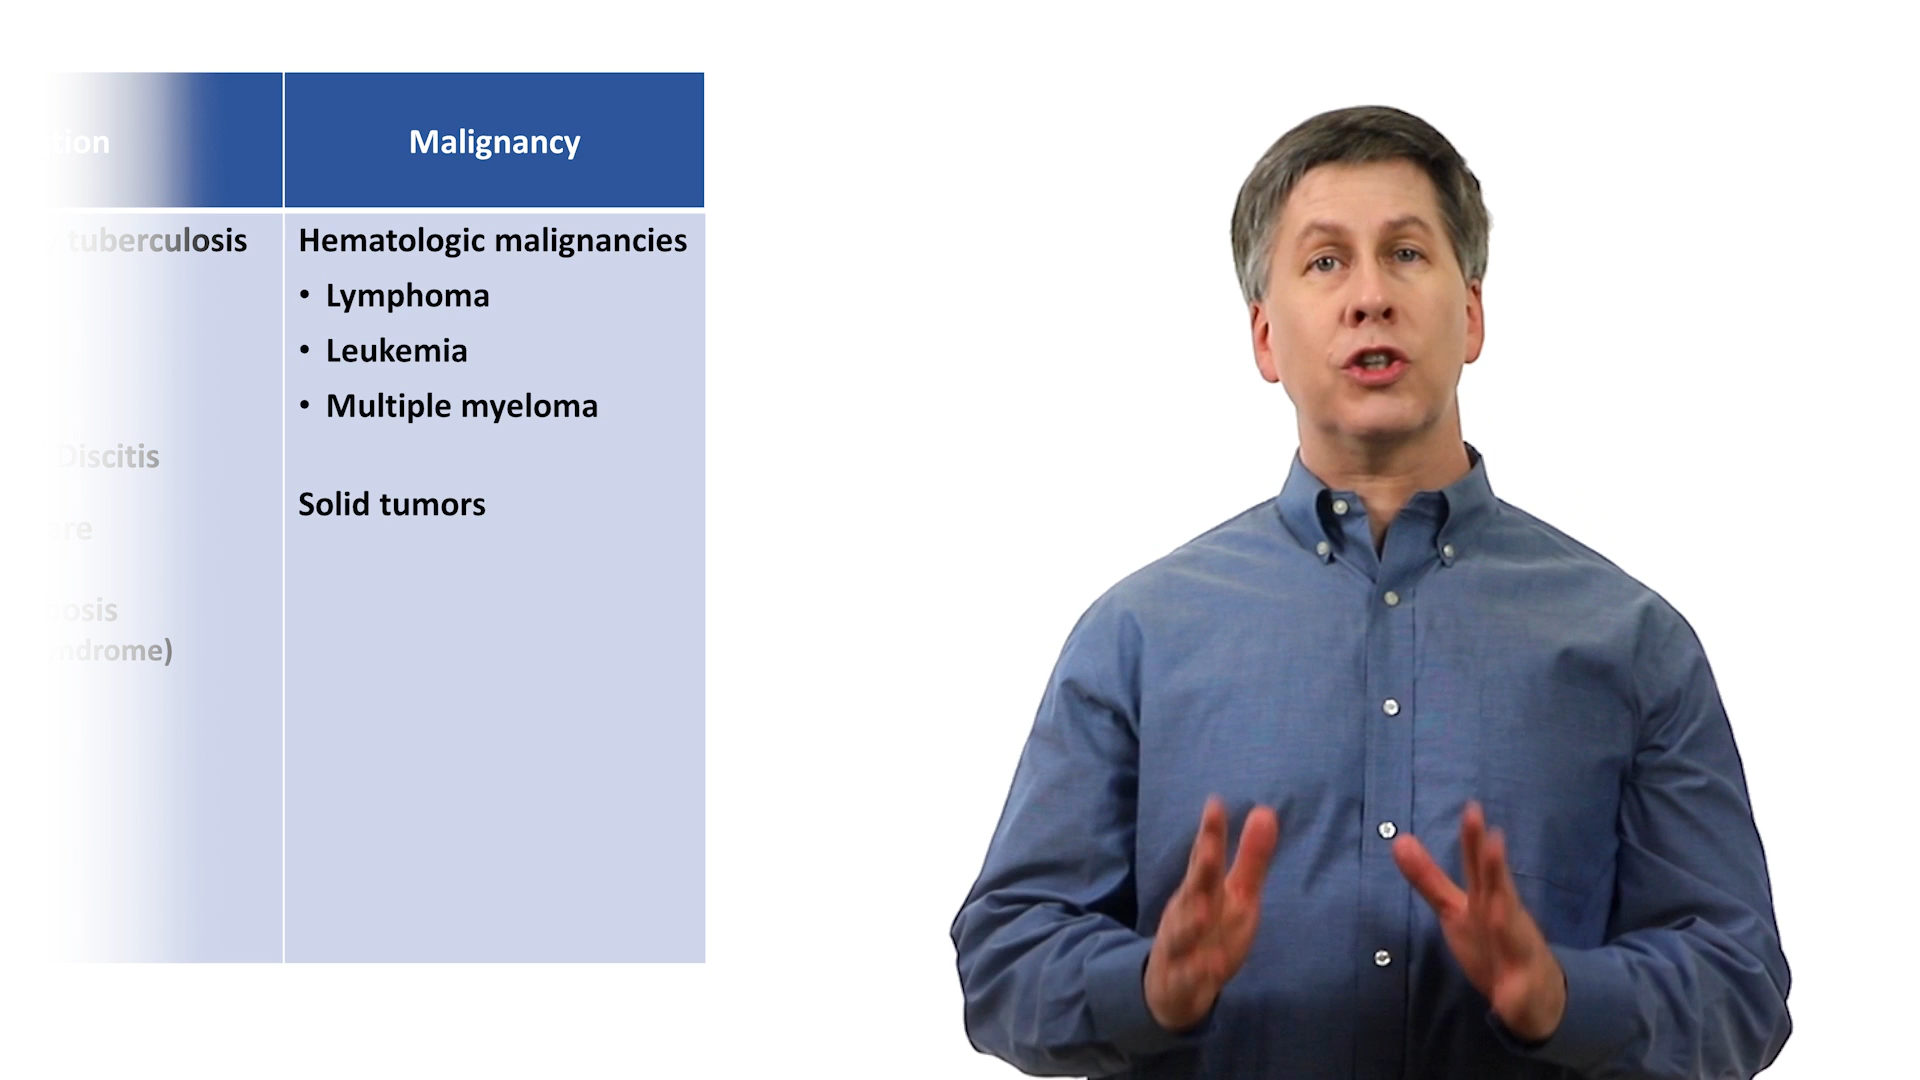 Malignancy
tuberculosis
Discitis
Hematologic malignancies
• Lymphoma
• Leukemia
• Multiple myeloma
Solid tumors